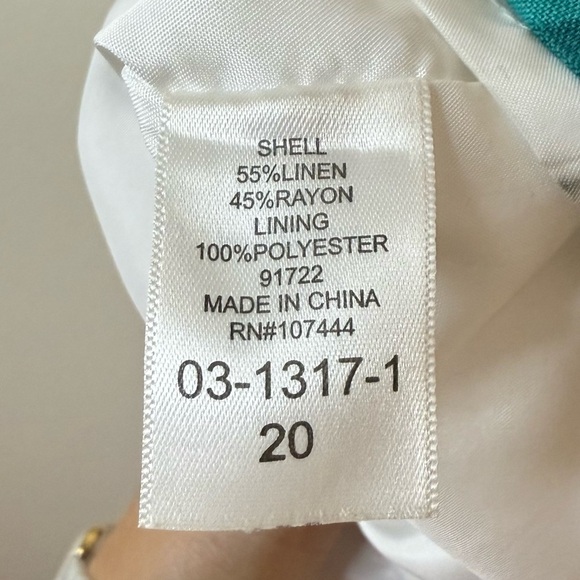 SHELL
55%LINEN
45%RAYON
LINING
100%POLYESTER
91722
MADE IN CHINA
RN#107444
03-1317-1
20